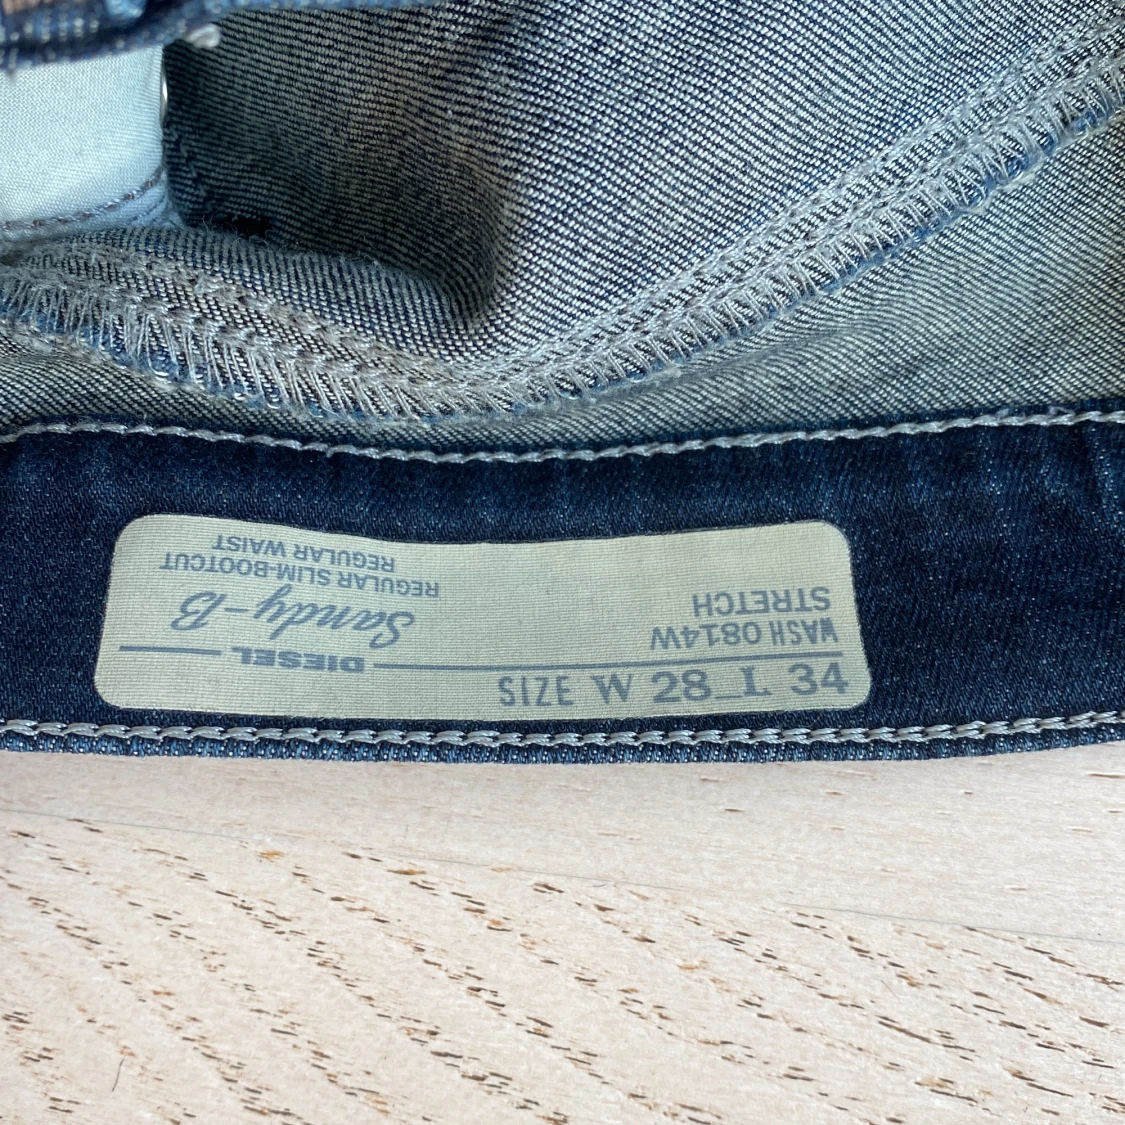 SIZE W 28 L 34
DIESEL
Sandy-B
REGULAR SLIM-BOOTCUT
REGULAR WAIST
WASH 0814W
STRETCH